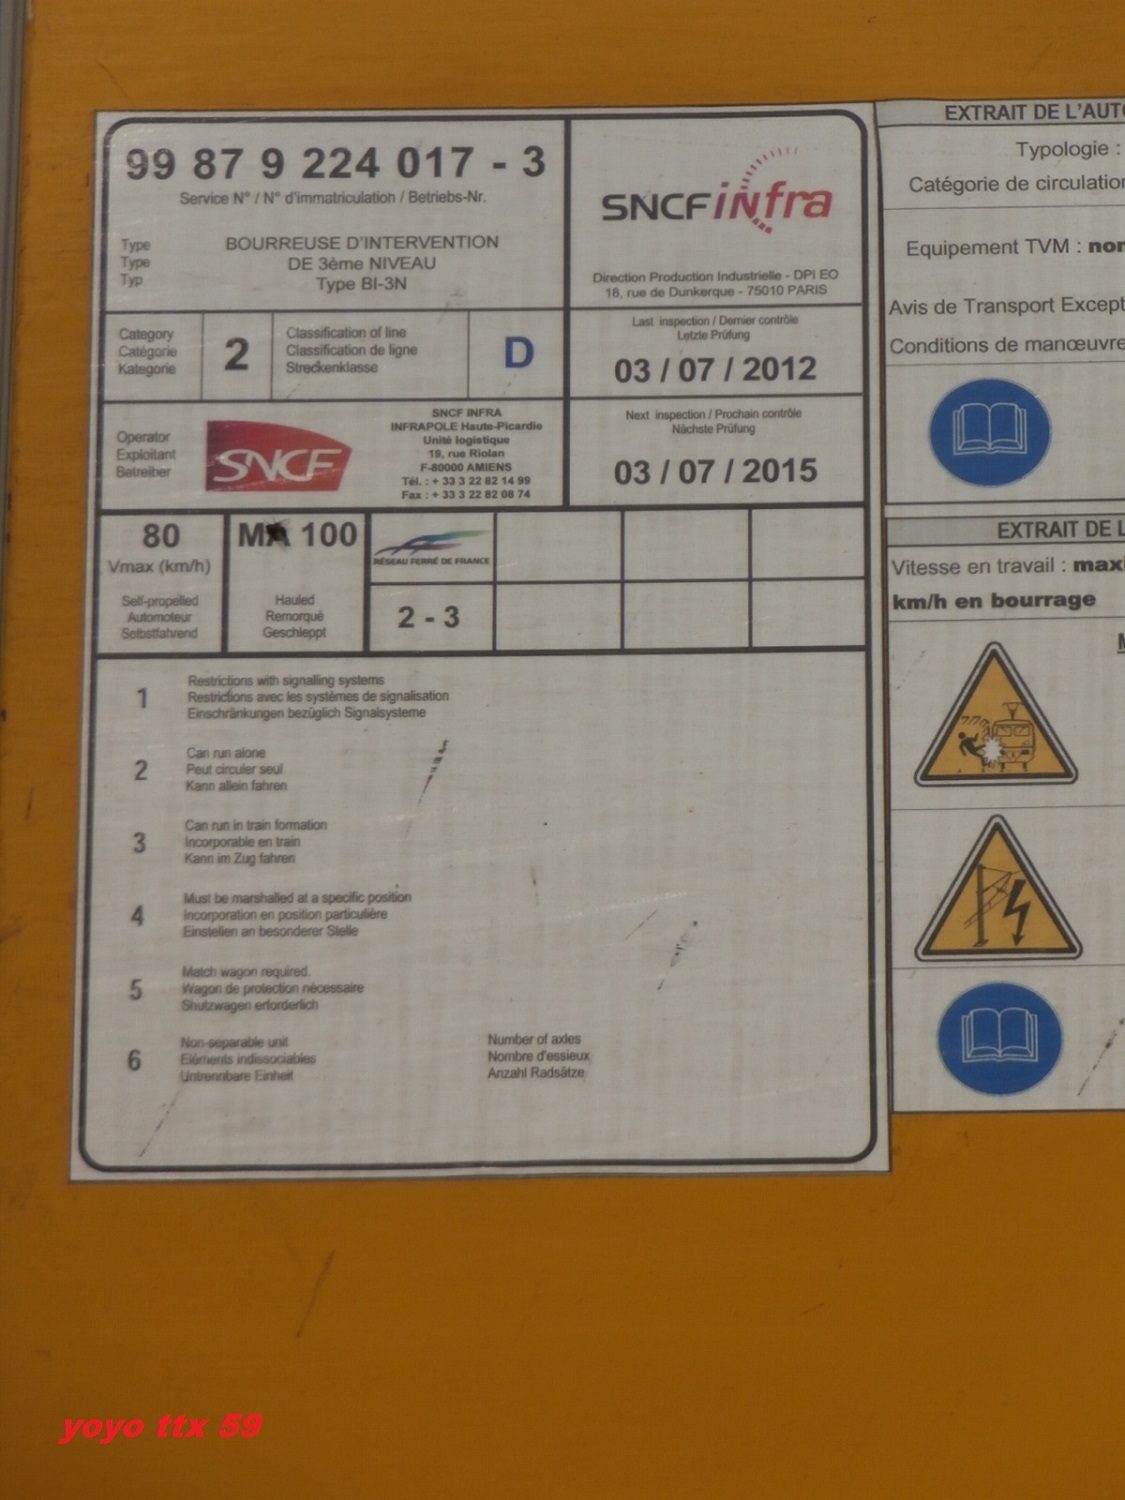 99 87 9 224 017 - 3
Service N° / N° d'immatriculation / Betriebs-Nr.
Type
Type
Typ
BOURREUSE D'INTERVENTION
DE 3ème NIVEAU
Type BI-3N
SNCF infra
Direction Production Industrielle - DPI EO
18, rue de Dunkerque - 75010 PARIS
Category
Catégorie
Kategorie
2
Classification of line
Classification de ligne
Streckenklasse
D
Last inspection / Dernier contrôle
Letzte Prüfung
03 / 07 / 2012
Operator
Exploitant
Betreiber
SNCF
SNCF INFRA
INFRAPOLE Haute-Picardie
Unité logistique
19, rue Riolan
F-80000 AMIENS
Tél. : + 33 3 22 82 14 99
Fax : + 33 3 22 82 08 74
Next inspection / Prochain contrôle
Nächste Prüfung
03 / 07 / 2015
80
Vmax (km/h)
Self-propelled
Automoteur
Selbstfahrend
MA 100
Hauled
Remorqué
Geschleppt
RÉSEAU FERRÉ DE FRANCE
2 - 3
1
Restrictions with signalling systems
Restrictions avec les systèmes de signalisation
Einschränkungen bezüglich Signalsysteme
2
Can run alone
Peut circuler seul
Kann allein fahren
3
Can run in train formation
Incorporable en train
Kann im Zug fahren
4
Must be marshalled at a specific position
Incorporation en position particulière
Einstellen an besonderer Stelle
5
Match wagon required.
Wagon de protection nécessaire
Shutzwagen erforderlich
6
Non-separable unit
Eléments indissociables
Untrennbare Einheit
Number of axles
Nombre d'essieux
Anzahl Radsätze
EXTRAIT DE L'AUTO
Typologie :
Catégorie de circulation
Equipement TVM : non
Avis de Transport Except
Conditions de manœuvre
EXTRAIT DE L
Vitesse en travail : maxi
km/h en bourrage
yoyo ttx 59